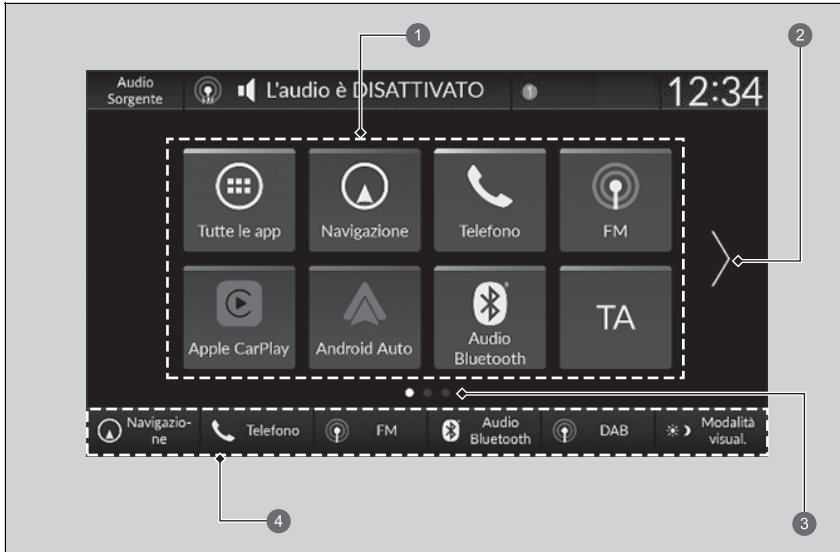 1
2
Audio
Sorgente
FM
L'audio è DISATTIVATO
1
12:34
Tutte le app
Navigazione
Telefono
FM
Apple CarPlay
Android Auto
Audio
Bluetooth
TA
Navigazio-
ne
Telefono
FM
Audio
Bluetooth
DAB
Modalità
visual.
4
3